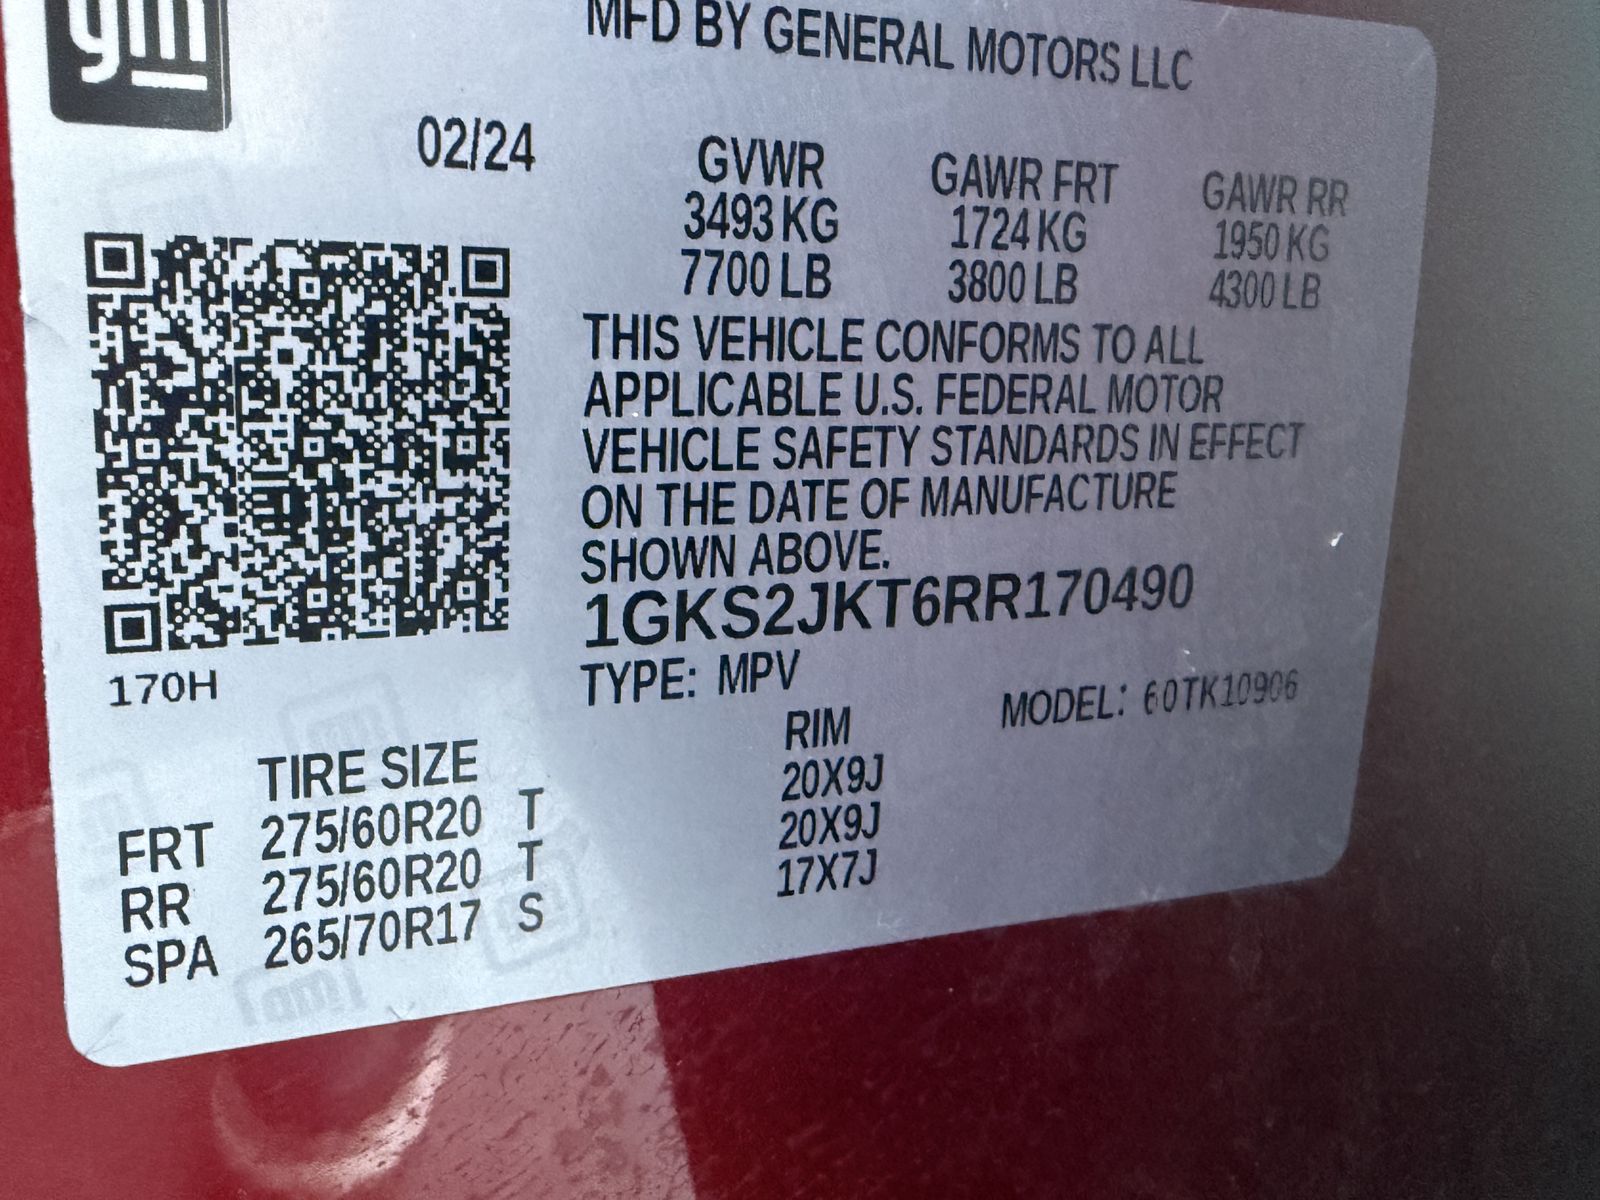 gm
MFD BY GENERAL MOTORS LLC
02/24
GVWR GAWR FRT GAWR RR
3493 KG 1724 KG 1950 KG
7700 LB 3800 LB 4300 LB
THIS VEHICLE CONFORMS TO ALL
APPLICABLE U.S. FEDERAL MOTOR
VEHICLE SAFETY STANDARDS IN EFFECT
ON THE DATE OF MANUFACTURE
SHOWN ABOVE.
1GKS2JKT6RR170490
170H
TYPE: MPV MODEL: 60TK10906
TIRE SIZE RIM
FRT 275/60R20 T 20X9J
RR 275/60R20 T 20X9J
SPA 265/70R17 S 17X7J